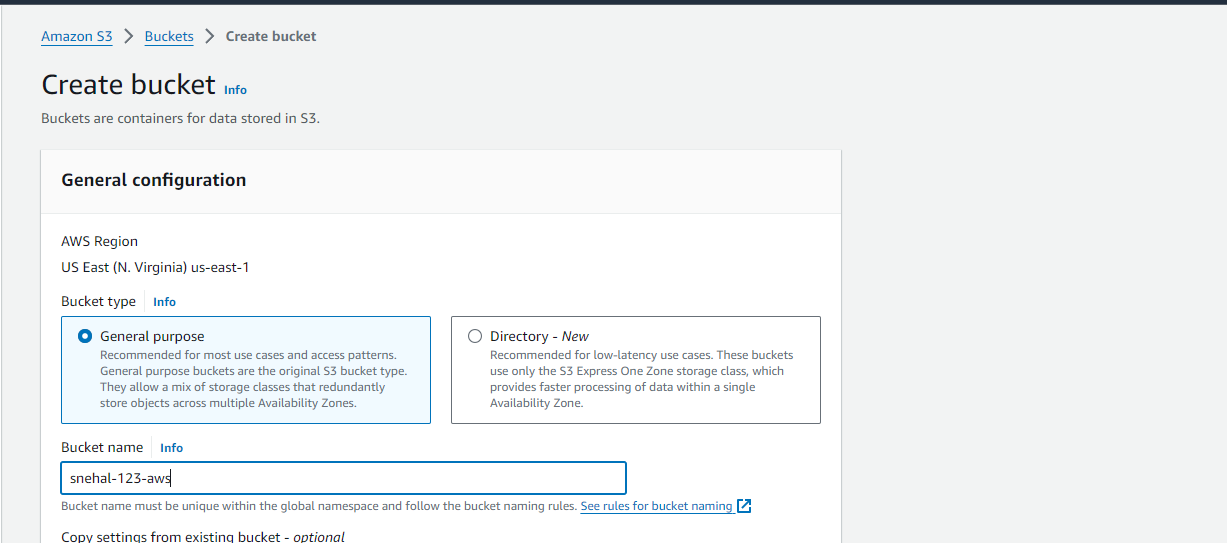 Amazon S3 > Buckets > Create bucket
Create bucket Info
Buckets are containers for data stored in S3.
General configuration
AWS Region
US East (N. Virginia) us-east-1
Bucket type Info
General purpose
Recommended for most use cases and access patterns.
General purpose buckets are the original S3 bucket type.
They allow a mix of storage classes that redundantly
store objects across multiple Availability Zones.
Directory - New
Recommended for low-latency use cases. These buckets
use only the S3 Express One Zone storage class, which
provides faster processing of data within a single
Availability Zone.
Bucket name Info
snehal-123-aws
Bucket name must be unique within the global namespace and follow the bucket naming rules. See rules for bucket naming
Copy settings from existing bucket - optional